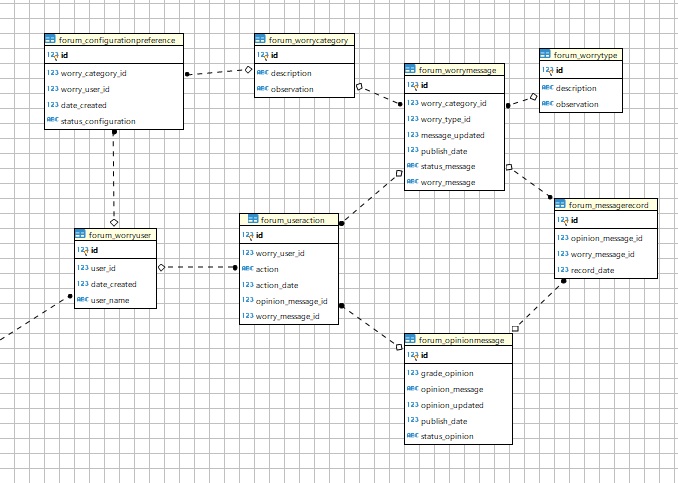 forum_configurationpreference
123 id
123 worry_category_id
123 worry_user_id
123 date_created
ABC status_configuration
forum_worrycategory
123 id
ABC description
ABC observation
forum_worrymessage
123 id
123 worry_category_id
123 worry_type_id
123 message_updated
123 publish_date
ABC status_message
ABC worry_message
forum_worrytype
123 id
ABC description
ABC observation
forum_messagerecord
123 id
123 opinion_message_id
123 worry_message_id
123 record_date
forum_useraction
123 id
123 worry_user_id
ABC action
123 action_date
123 opinion_message_id
123 worry_message_id
forum_worryuser
123 id
123 user_id
123 date_created
ABC user_name
forum_opinionmessage
123 id
123 grade_opinion
ABC opinion_message
123 opinion_updated
123 publish_date
ABC status_opinion